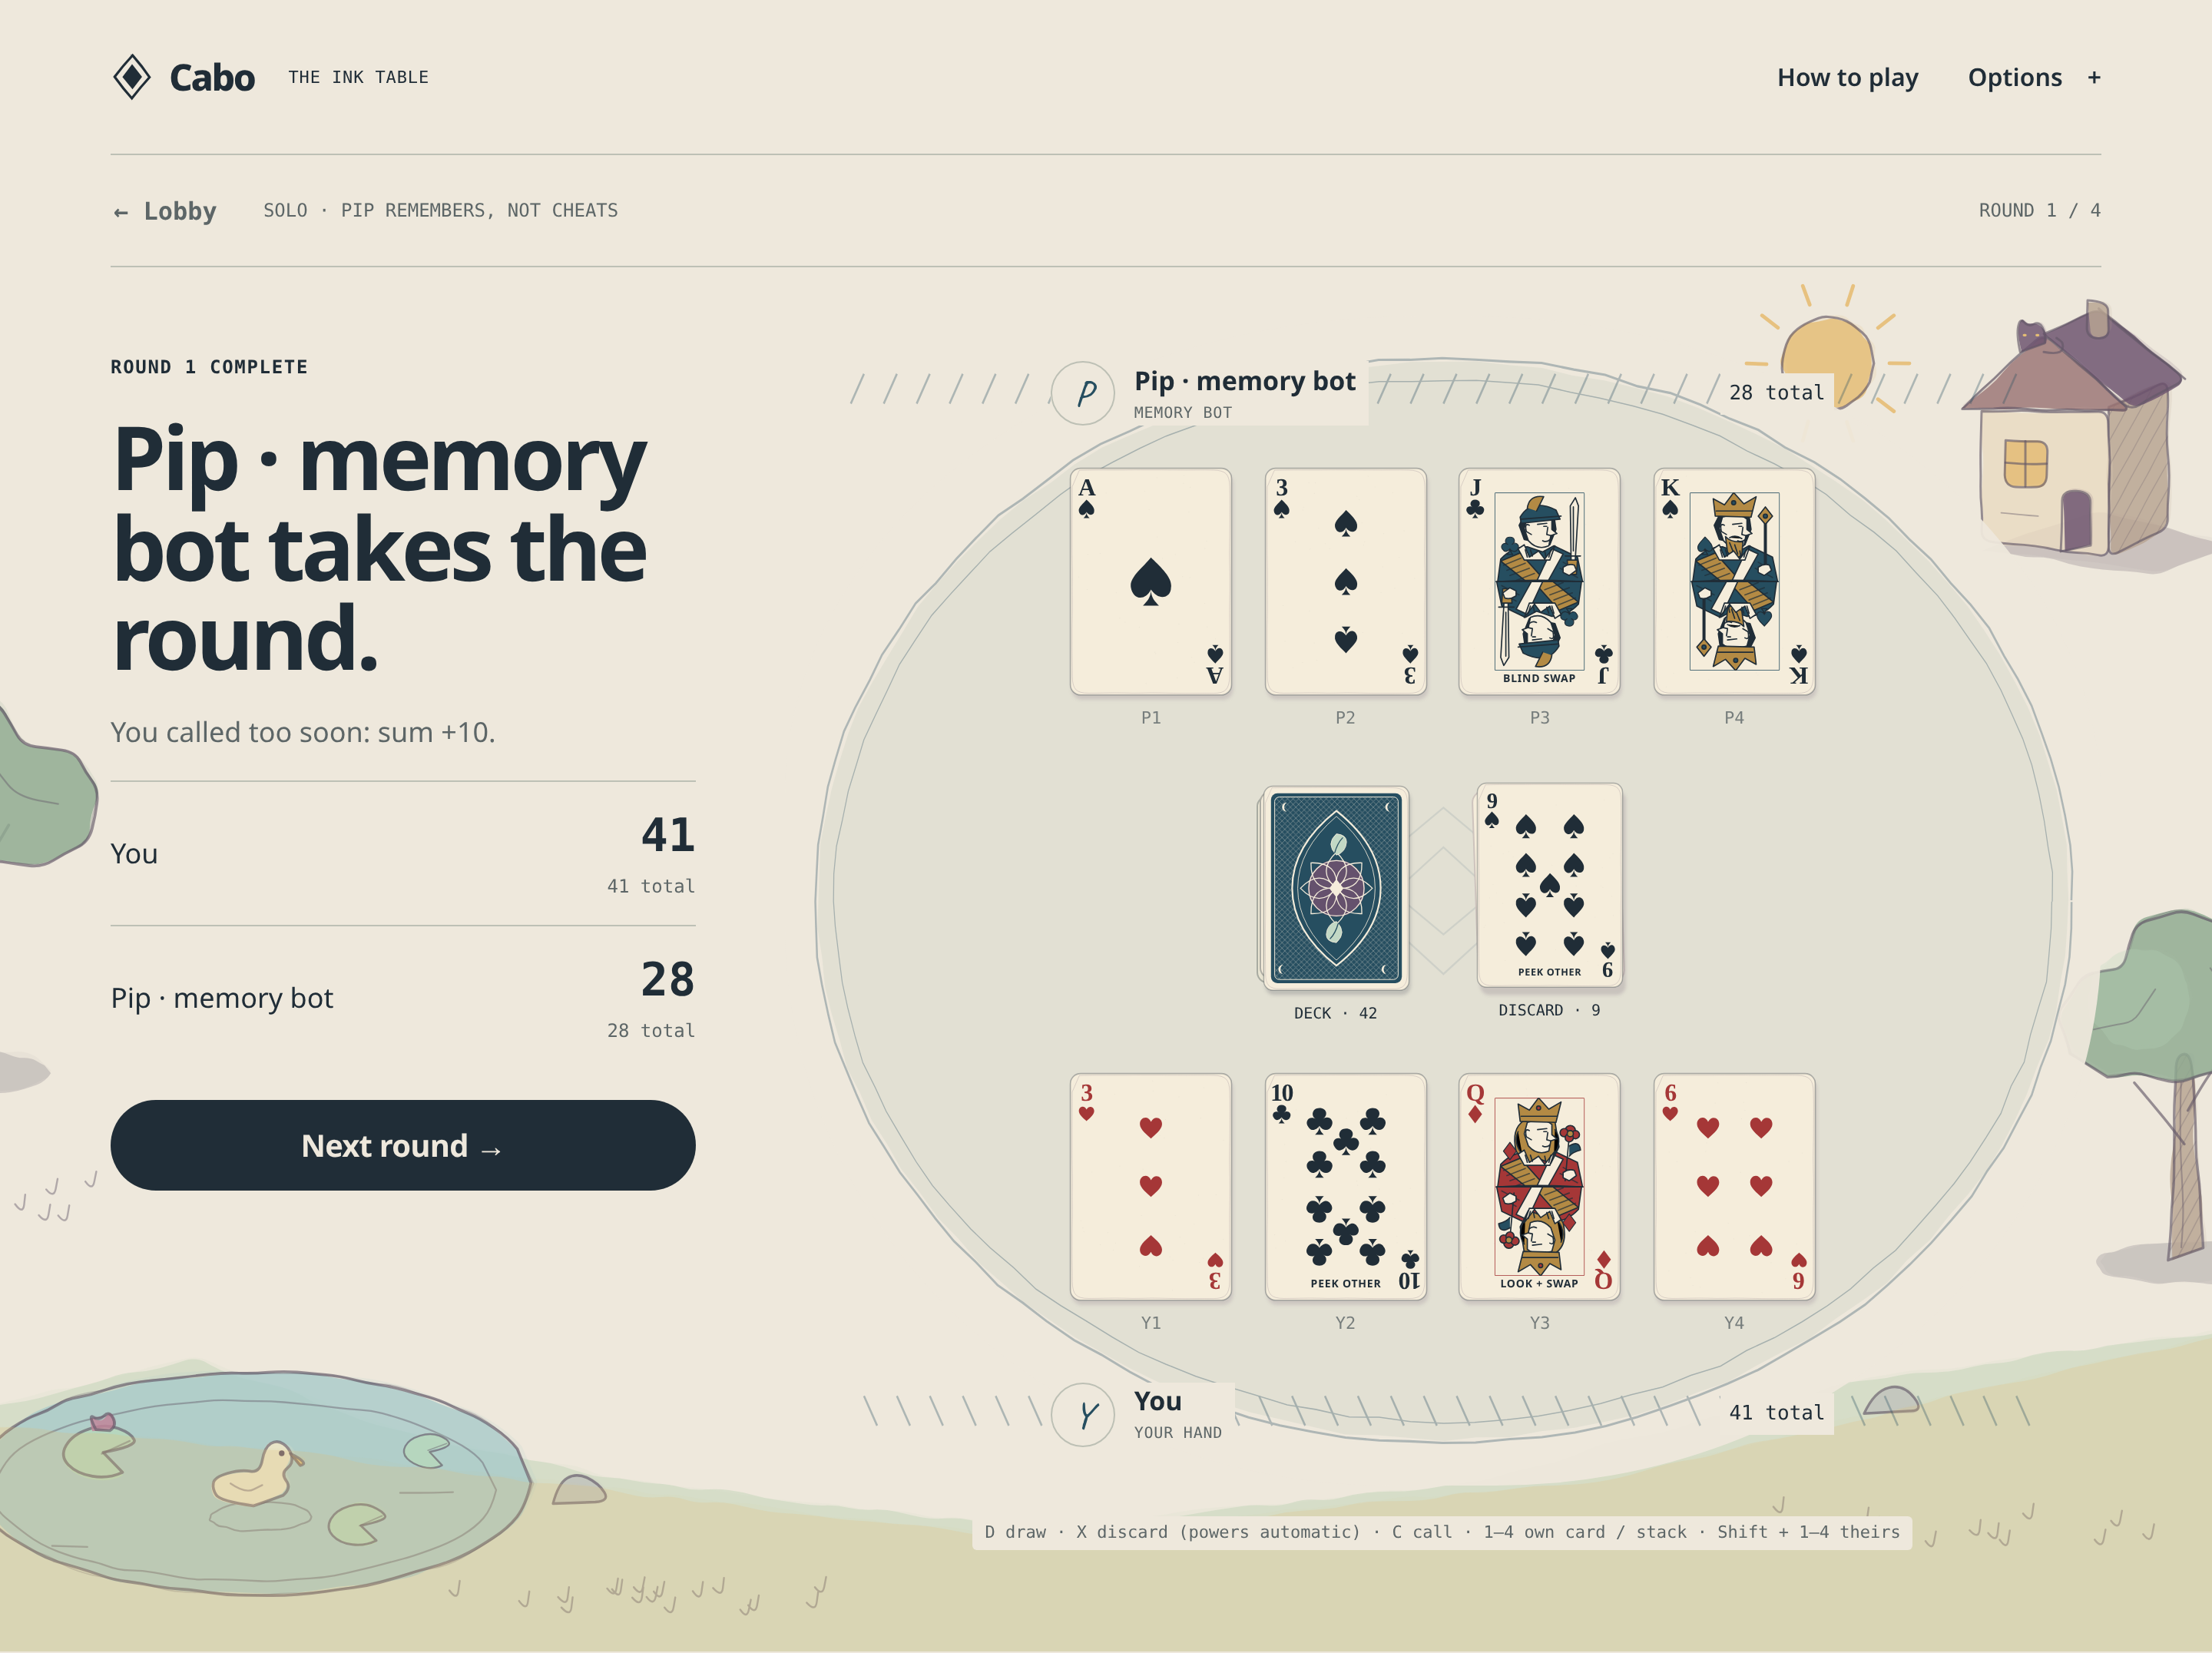 Cabo
THE INK TABLE
How to play
Options +
← Lobby
SOLO · PIP REMEMBERS, NOT CHEATS
ROUND 1 / 4
ROUND 1 COMPLETE
Pip · memory
bot takes the
round.
You called too soon: sum +10.
You
41
41 total
Pip · memory bot
28
28 total
Next round →
P
Pip · memory bot
MEMORY BOT
28 total
A
A
3
3
J
BLIND SWAP
J
K
K
P1
P2
P3
P4
9
PEEK OTHER
9
DECK · 42
DISCARD · 9
3
3
10
PEEK OTHER
10
Q
LOOK + SWAP
Q
6
6
Y1
Y2
Y3
Y4
Y
You
YOUR HAND
41 total
D draw · X discard (powers automatic) · C call · 1–4 own card / stack · Shift + 1–4 theirs